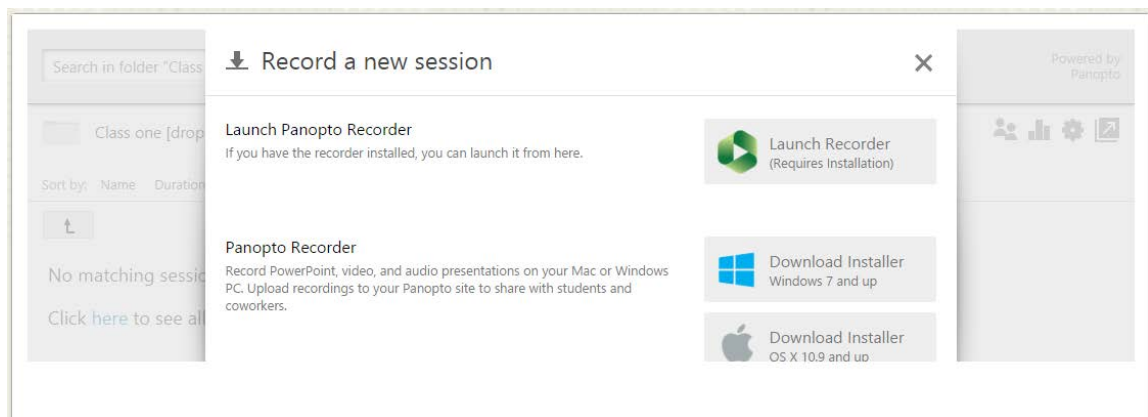 Record a new session
Search in folder "Class
Powered by
Panopto
Class one [drop
Sort by: Name Duration
No matching sessio
Click here to see all
Launch Panopto Recorder
If you have the recorder installed, you can launch it from here.
Launch Recorder
(Requires Installation)
Panopto Recorder
Record PowerPoint, video, and audio presentations on your Mac or Windows
PC. Upload recordings to your Panopto site to share with students and
coworkers.
Download Installer
Windows 7 and up
Download Installer
OS X 10.9 and up